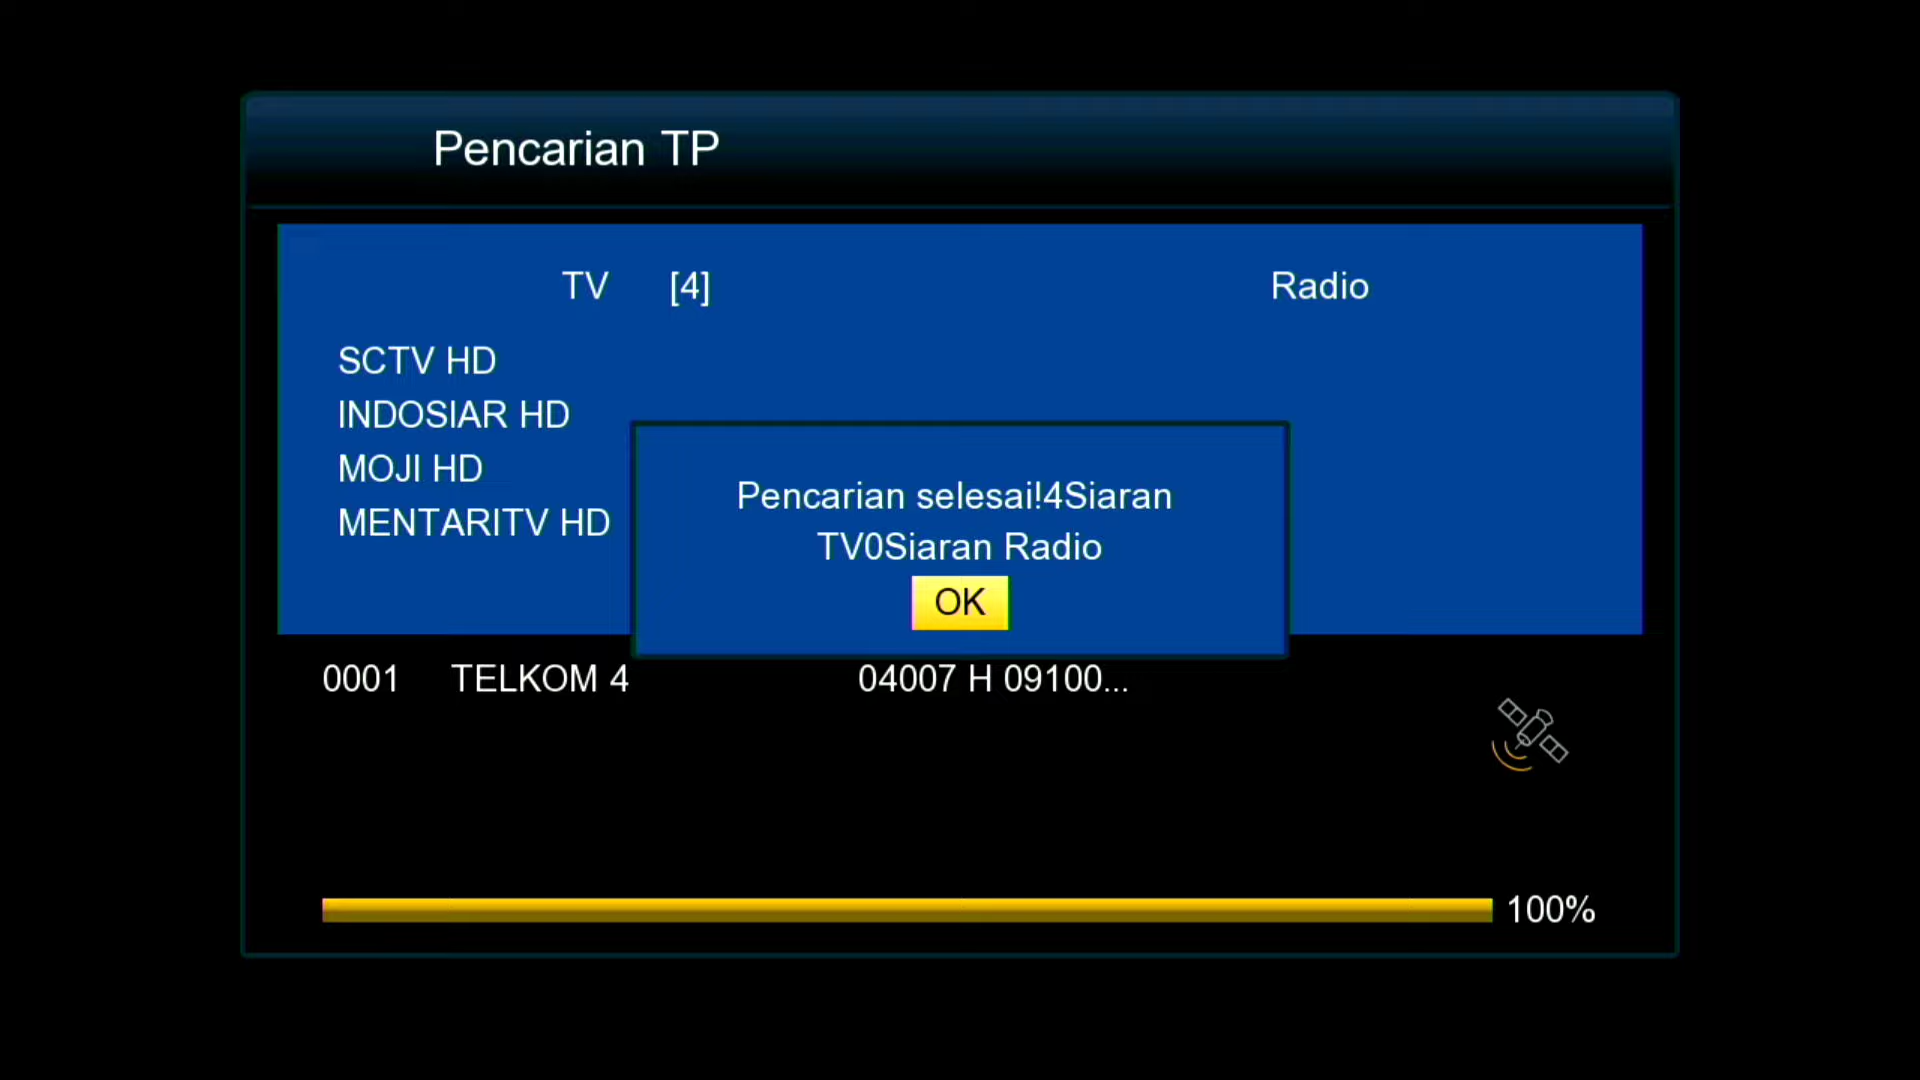 Pencarian TP
TV [4] Radio
SCTV HD
INDOSIAR HD
MOJI HD
MENTARITV HD
Pencarian selesai!4Siaran
TV0Siaran Radio
OK
0001 TELKOM 4 04007 H 09100...
100%